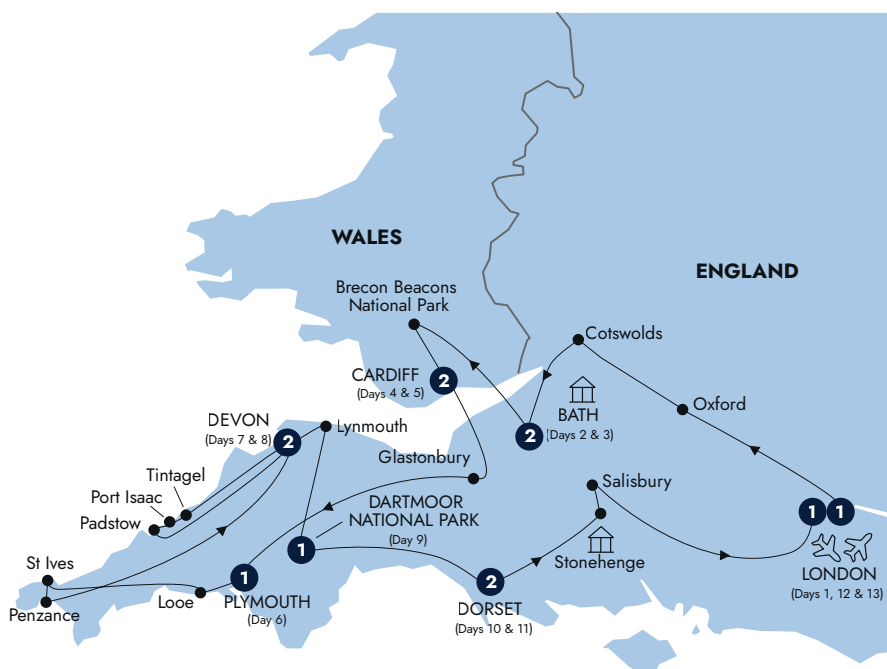 WALES
ENGLAND
Brecon Beacons
National Park
Cotswolds
CARDIFF
(Days 4 & 5)
2
BATH
(Days 2 & 3)
2
Oxford
DEVON
(Days 7 & 8)
2
Lynmouth
Glastonbury
Tintagel
Port Isaac
Padstow
Salisbury
DARTMOOR
NATIONAL PARK
(Day 9)
1
1
1
LONDON
(Days 1, 12 & 13)
Stonehenge
St Ives
Penzance
Looe
1
PLYMOUTH
(Day 6)
2
DORSET
(Days 10 & 11)